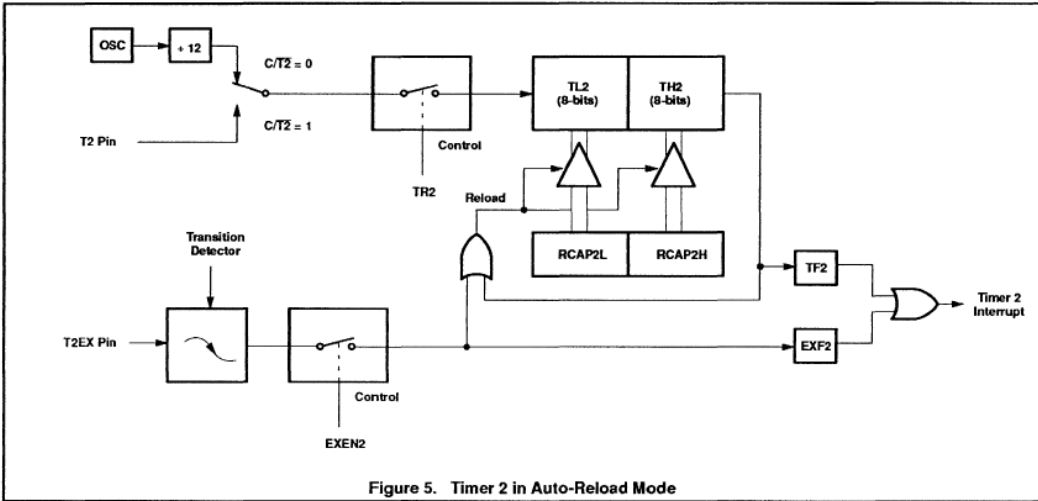 OSC
÷ 12
C/T2̅ = 0
C/T2̅ = 1
T2 Pin
Control
TR2
TL2
(8-bits)
TH2
(8-bits)
Reload
RCAP2L
RCAP2H
Transition
Detector
T2EX Pin
Control
EXEN2
TF2
EXF2
Timer 2
Interrupt
Figure 5. Timer 2 in Auto-Reload Mode